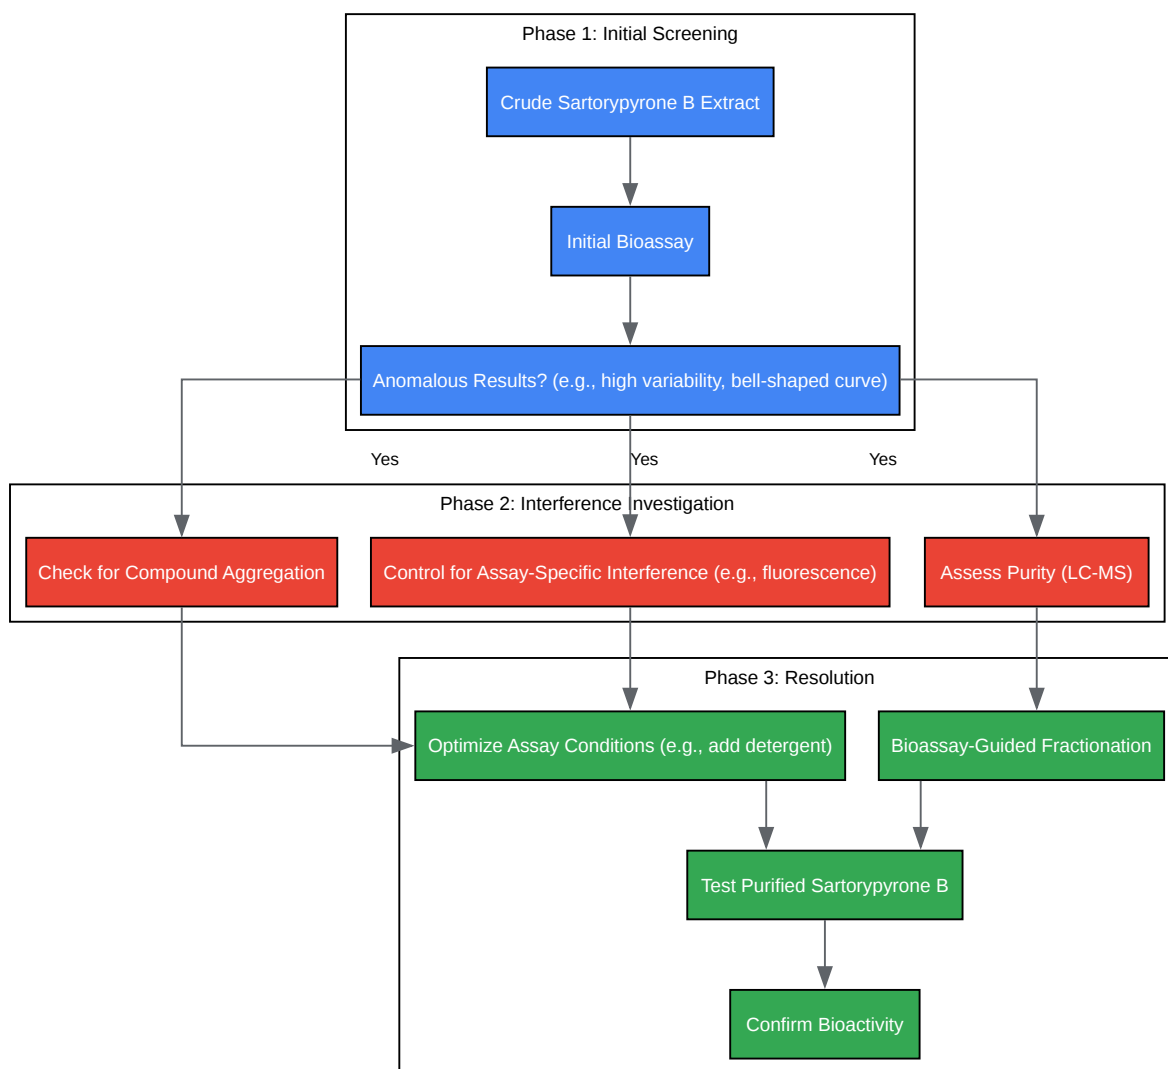 Phase 1: Initial Screening
Crude Sartorypyrone B Extract
Initial Bioassay
Anomalous Results? (e.g., high variability, bell-shaped curve)
Yes
Yes
Yes
Phase 2: Interference Investigation
Check for Compound Aggregation
Control for Assay-Specific Interference (e.g., fluorescence)
Assess Purity (LC-MS)
Phase 3: Resolution
Optimize Assay Conditions (e.g., add detergent)
Bioassay-Guided Fractionation
Test Purified Sartorypyrone B
Confirm Bioactivity